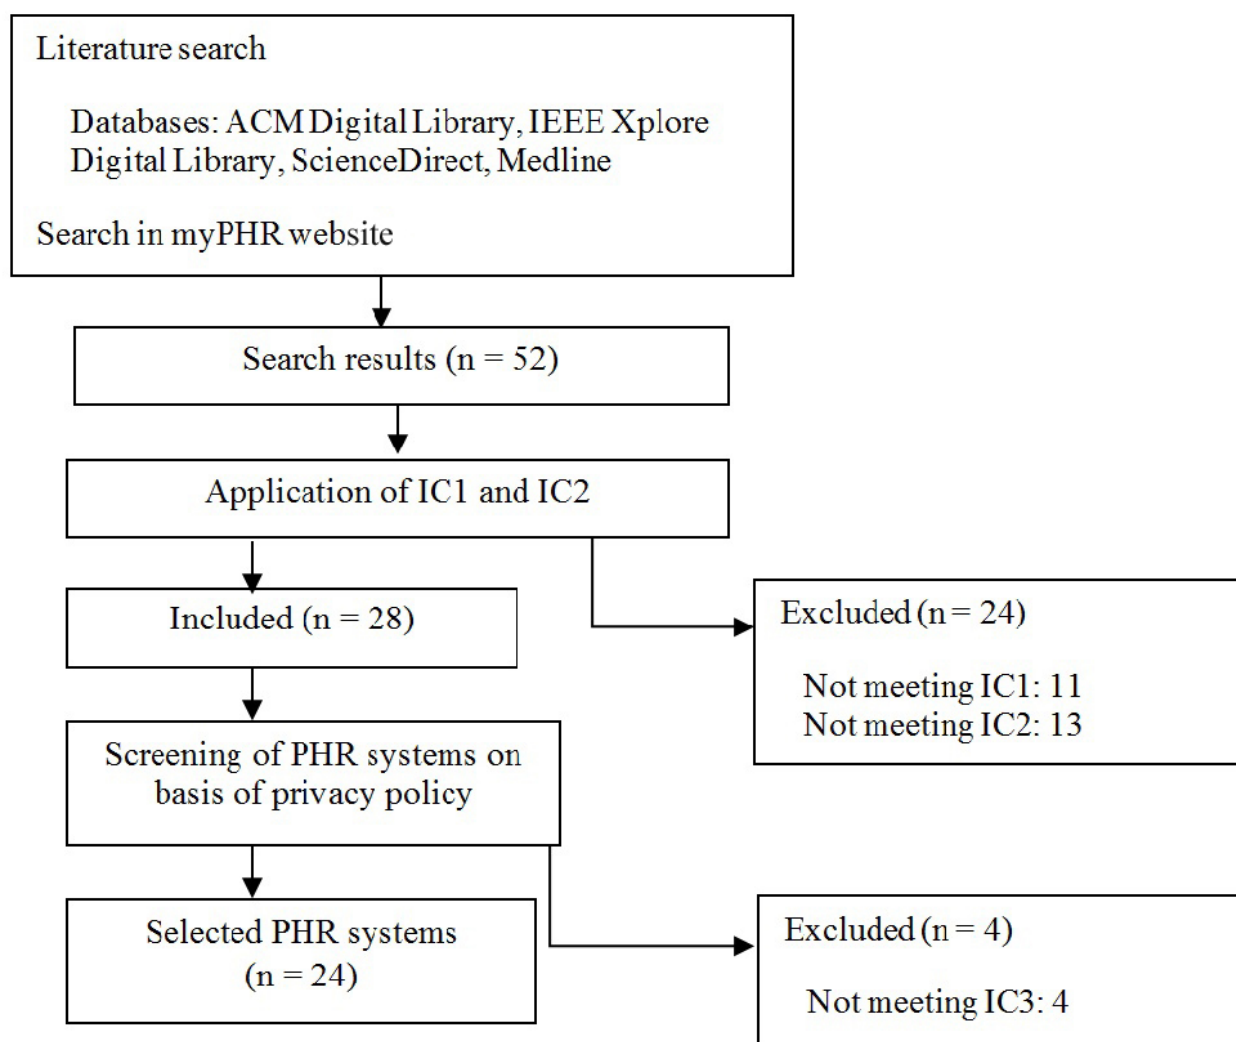 Literature search
Databases: ACM Digital Library, IEEE Xplore
Digital Library, ScienceDirect, Medline
Search in myPHR website
Search results (n = 52)
Application of IC1 and IC2
Included (n = 28)
Excluded (n = 24)
Not meeting IC1: 11
Not meeting IC2: 13
Screening of PHR systems on
basis of privacy policy
Selected PHR systems
(n = 24)
Excluded (n = 4)
Not meeting IC3: 4